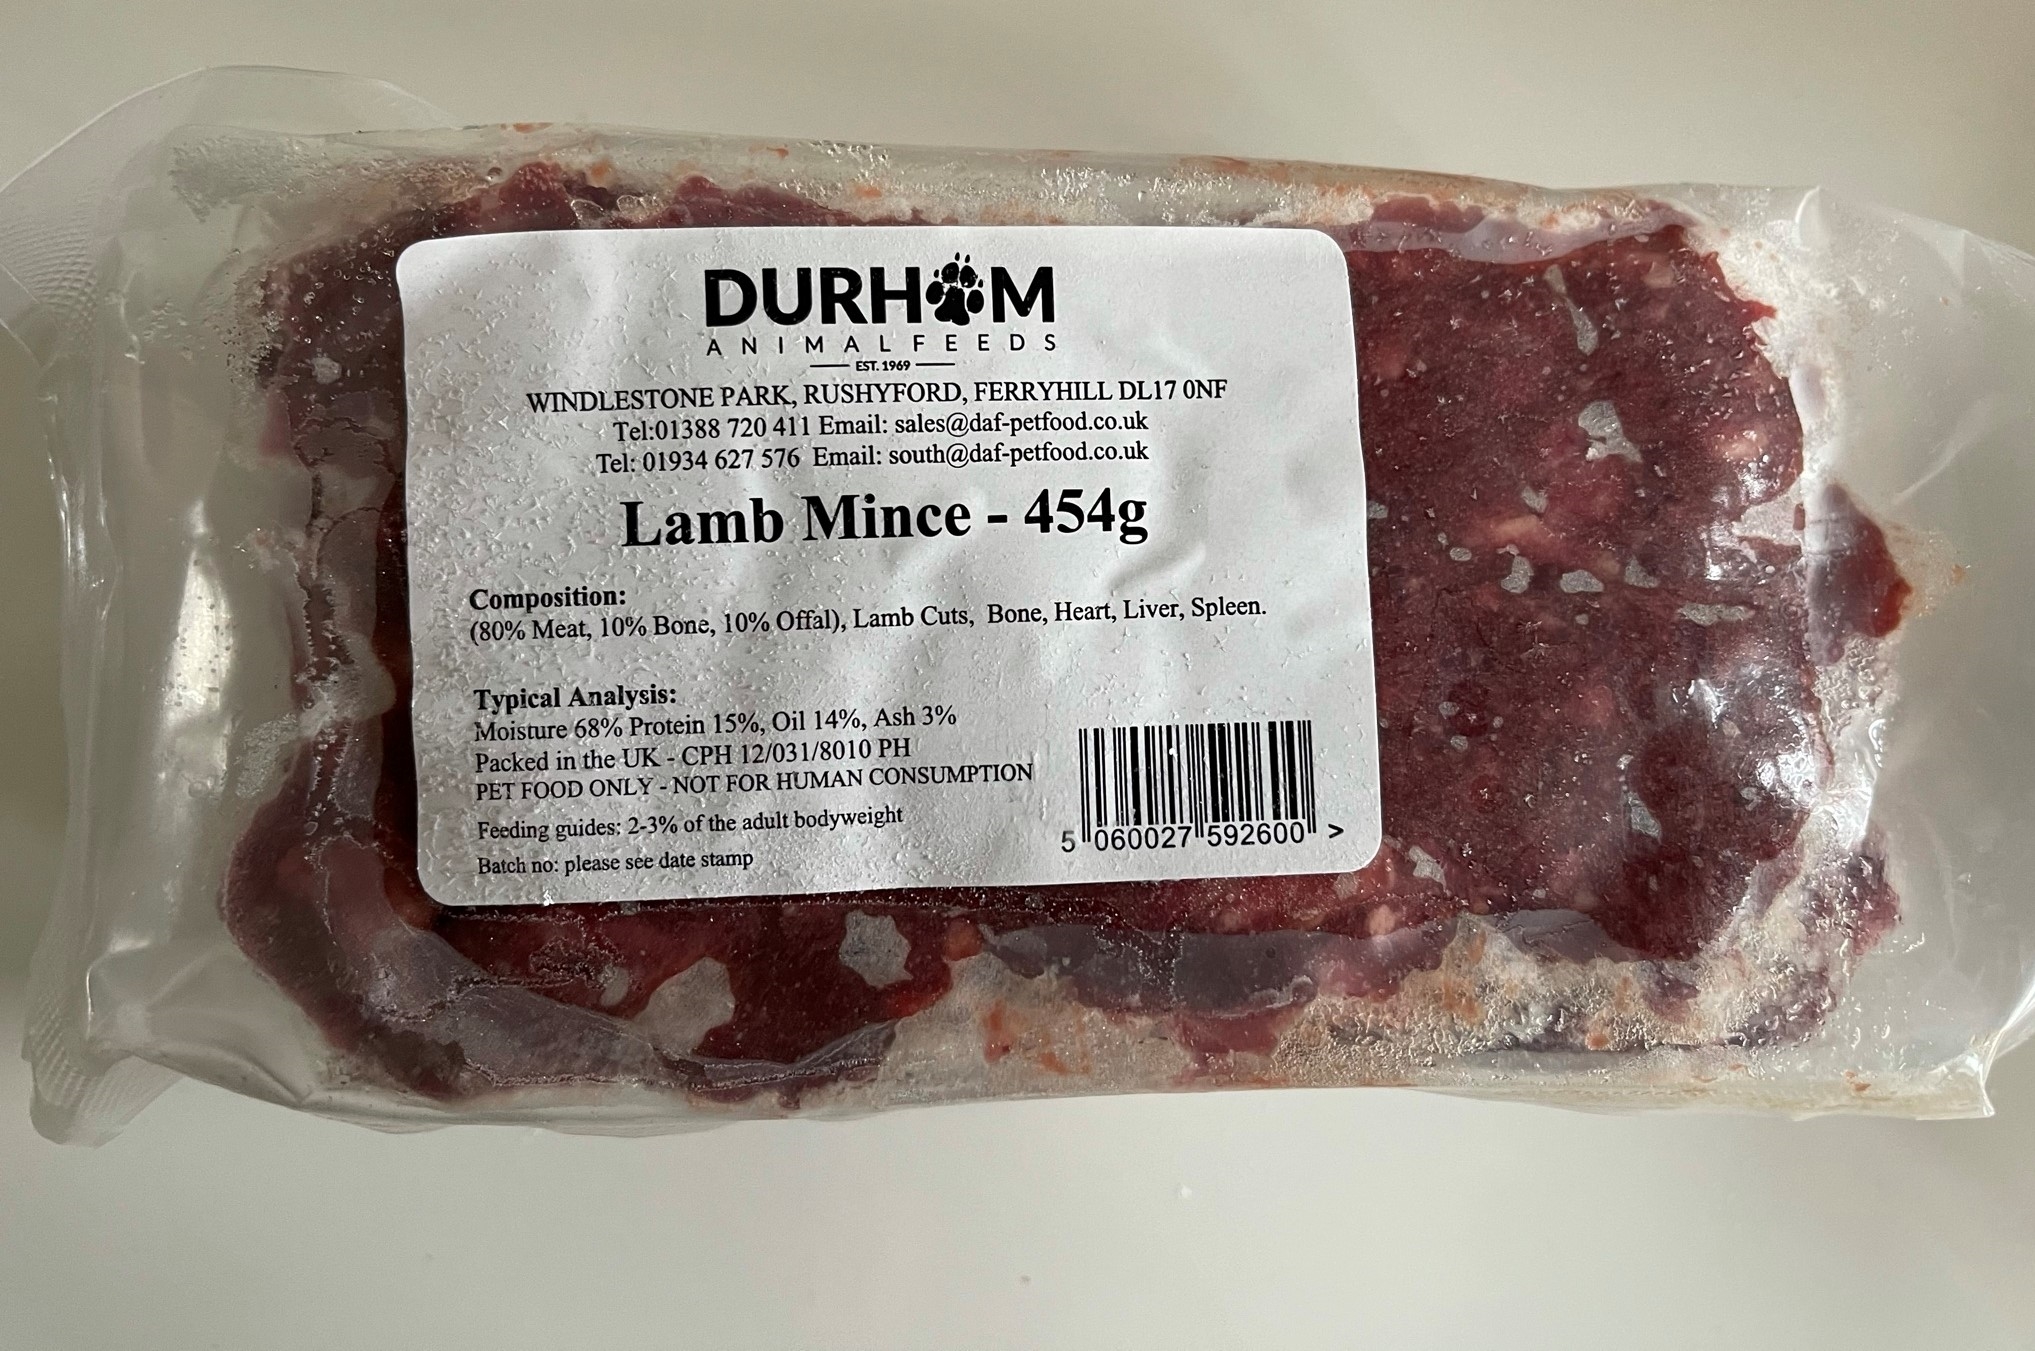 DURHAM
ANIMAL FEEDS
EST. 1969
WINDLESTONE PARK, RUSHYFORD, FERRYHILL DL17 0NF
Tel:01388 720 411 Email: sales@daf-petfood.co.uk
Tel: 01934 627 576 Email: south@daf-petfood.co.uk
Lamb Mince - 454g
Composition:
(80% Meat, 10% Bone, 10% Offal), Lamb Cuts, Bone, Heart, Liver, Spleen.
Typical Analysis:
Moisture 68% Protein 15%, Oil 14%, Ash 3%
Packed in the UK - CPH 12/031/8010 PH
PET FOOD ONLY - NOT FOR HUMAN CONSUMPTION
Feeding guides: 2-3% of the adult bodyweight
Batch no: please see date stamp
5 060027 592600 >